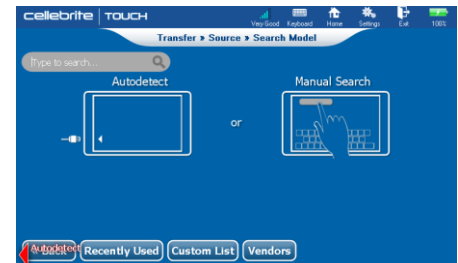 cellebrite TOUCH
Very Good Keyboard Home Settings Exit 100%
Transfer » Source » Search Model
Type to search...
Autodetect
Manual Search
or
« Back Recently Used Custom List Vendors
Autodetect